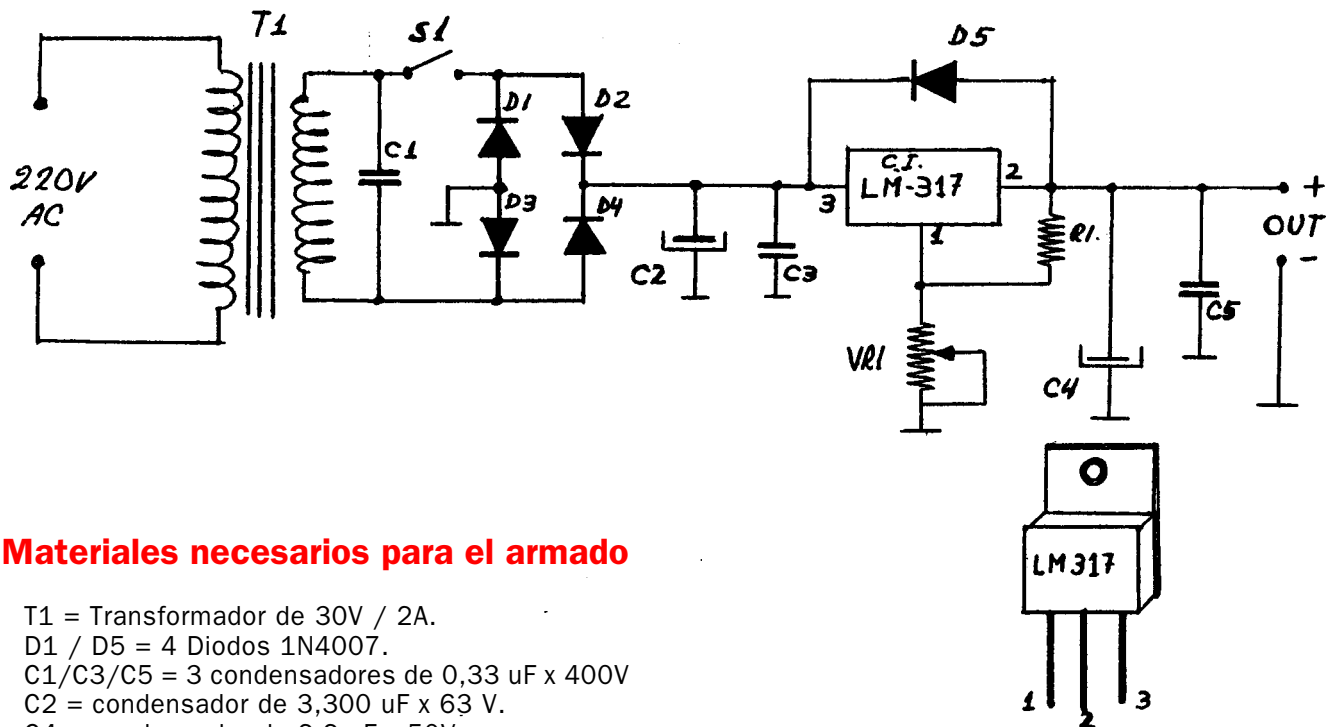 T1
S1
D5
D1
D2
C1
220V
AC
C.I.
LM-317
3
2
1
+
OUT
-
D3
D4
R1.
C2
C3
C5
VR1
C4
LM317
1
2
3
Materiales necesarios para el armado
T1 = Transformador de 30V / 2A.
D1 / D5 = 4 Diodos 1N4007.
C1/C3/C5 = 3 condensadores de 0,33 uF x 400V
C2 = condensador de 3,300 uF x 63 V.